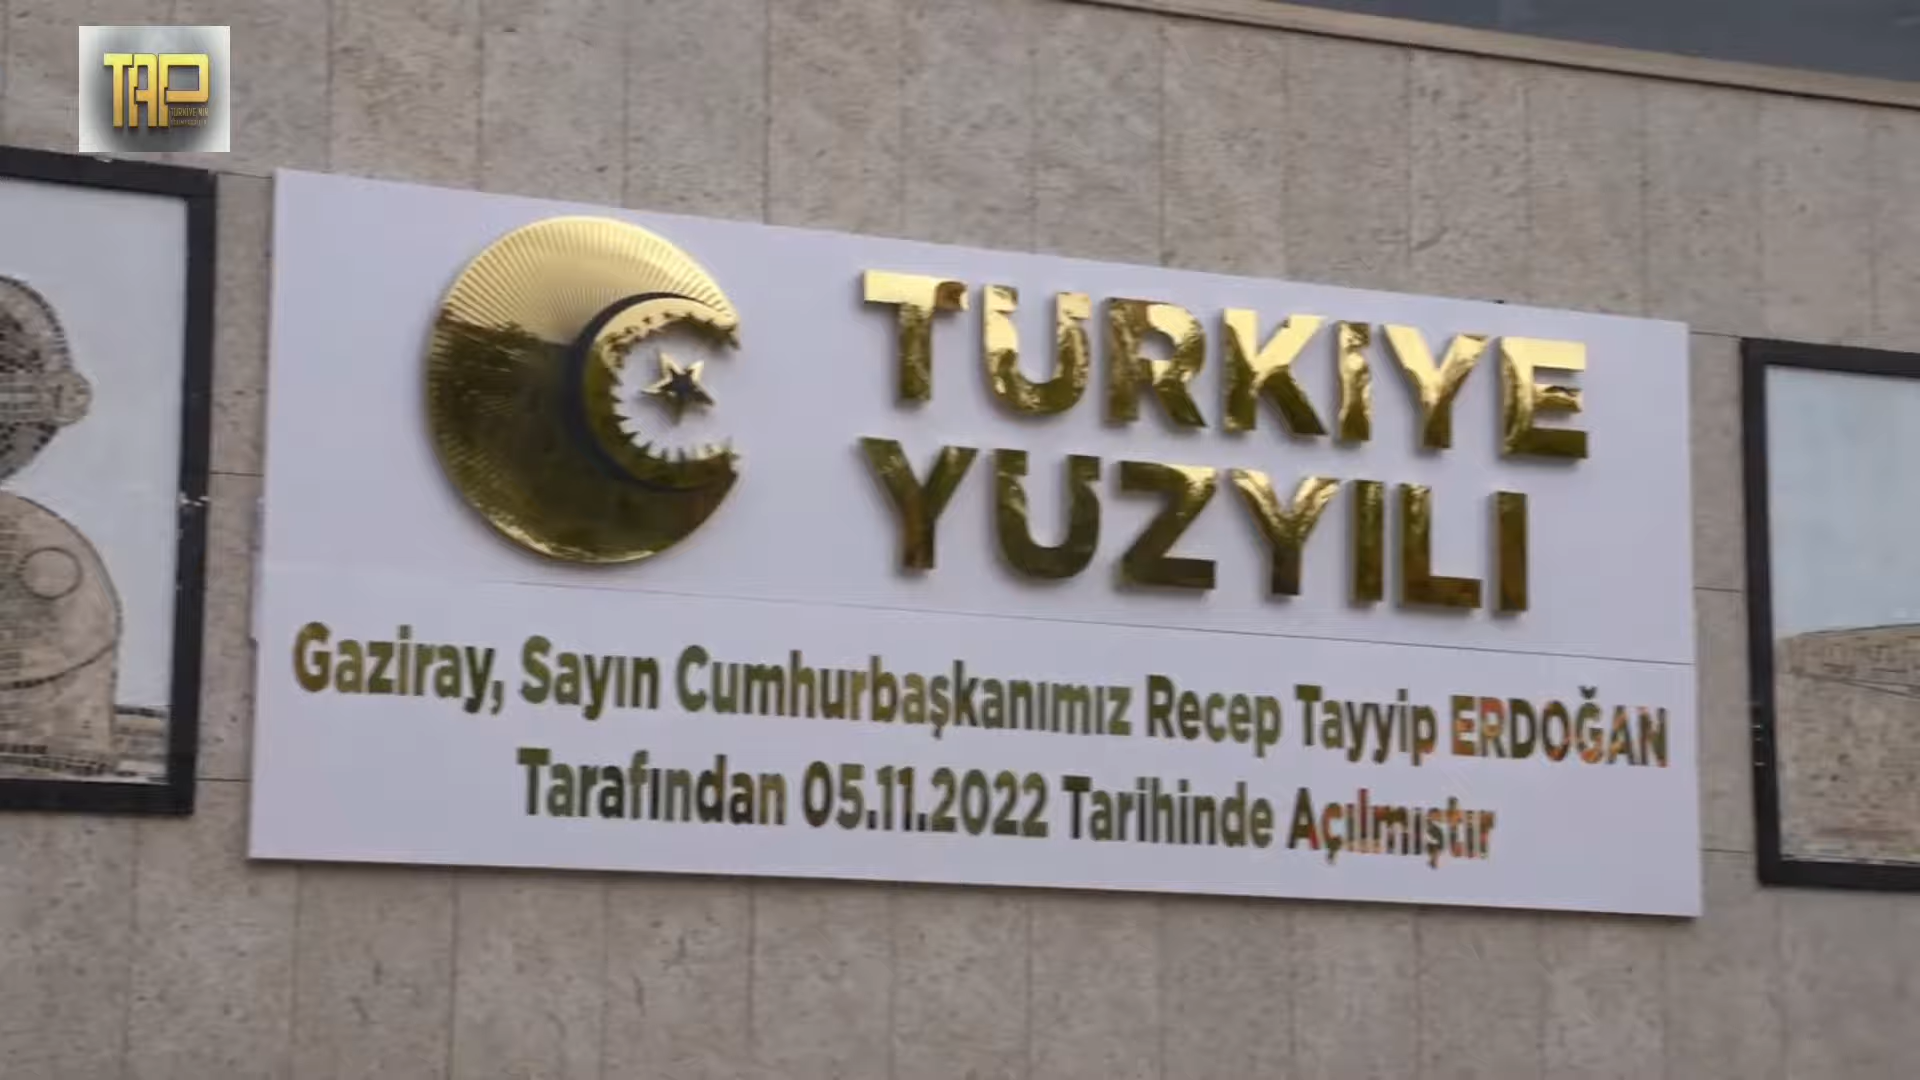 TAP
TÜRKİYE YÜZYILI
Gaziray, Sayın Cumhurbaşkanımız Recep Tayyip ERDOĞAN
Tarafından 05.11.2022 Tarihinde Açılmıştır